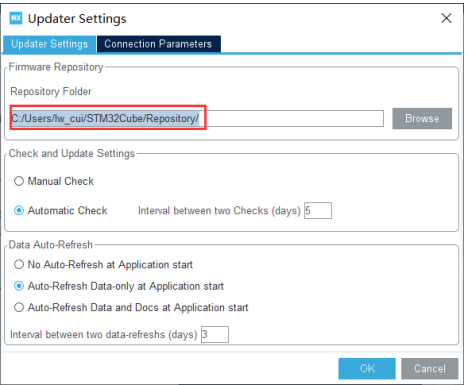 MX Updater Settings
Updater Settings Connection Parameters
Firmware Repository
Repository Folder
C:/Users/lw_cui/STM32Cube/Repository/ Browse
Check and Update Settings
Manual Check
Automatic Check Interval between two Checks (days) 5
Data Auto-Refresh
No Auto-Refresh at Application start
Auto-Refresh Data-only at Application start
Auto-Refresh Data and Docs at Application start
Interval between two data-refreshs (days) 3
OK Cancel